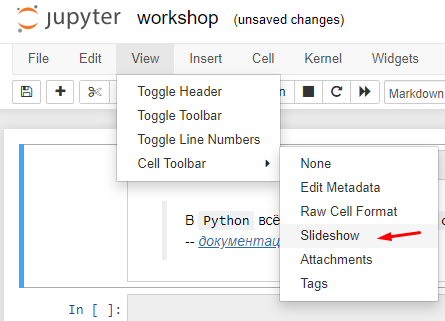 jupyter workshop (unsaved changes)
File Edit View Insert Cell Kernel Widgets
Markdown
Toggle Header
Toggle Toolbar
Toggle Line Numbers
Cell Toolbar
None
Edit Metadata
Raw Cell Format
Slideshow
Attachments
Tags
В Python всё
--
In [ ]: